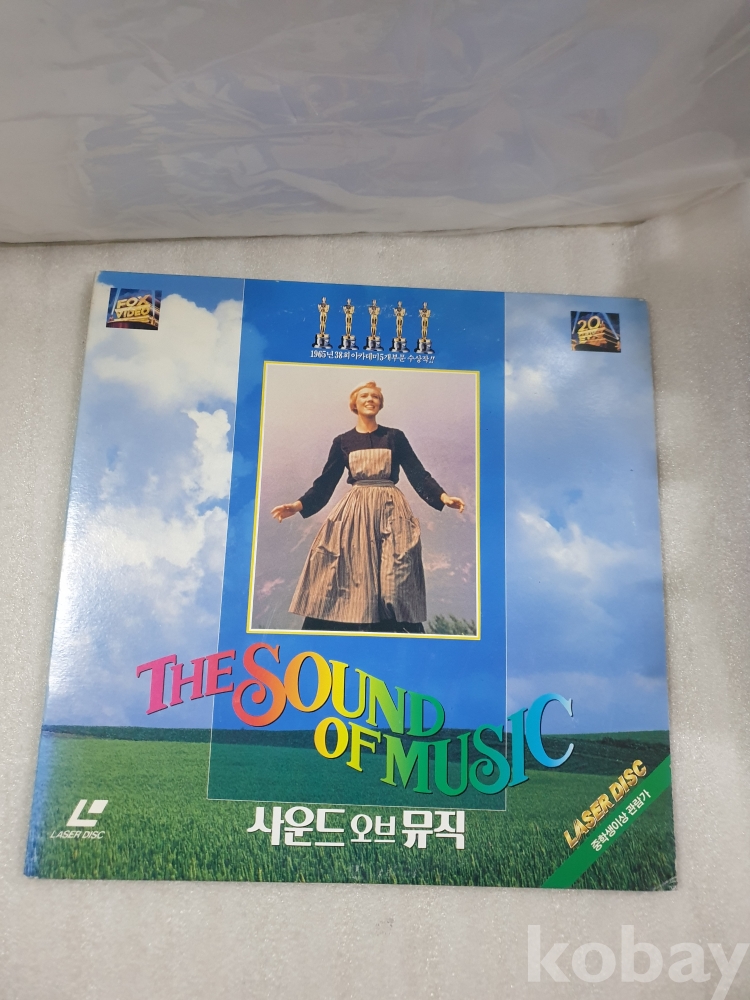 FOX
VIDEO
20
1965년 38회 아카데미 5개부문 수상작!!
THE SOUND
OF MUSIC
사운드 오브 뮤직
LASER DISC
LASER DISC
중학생이상 관람가
kobay